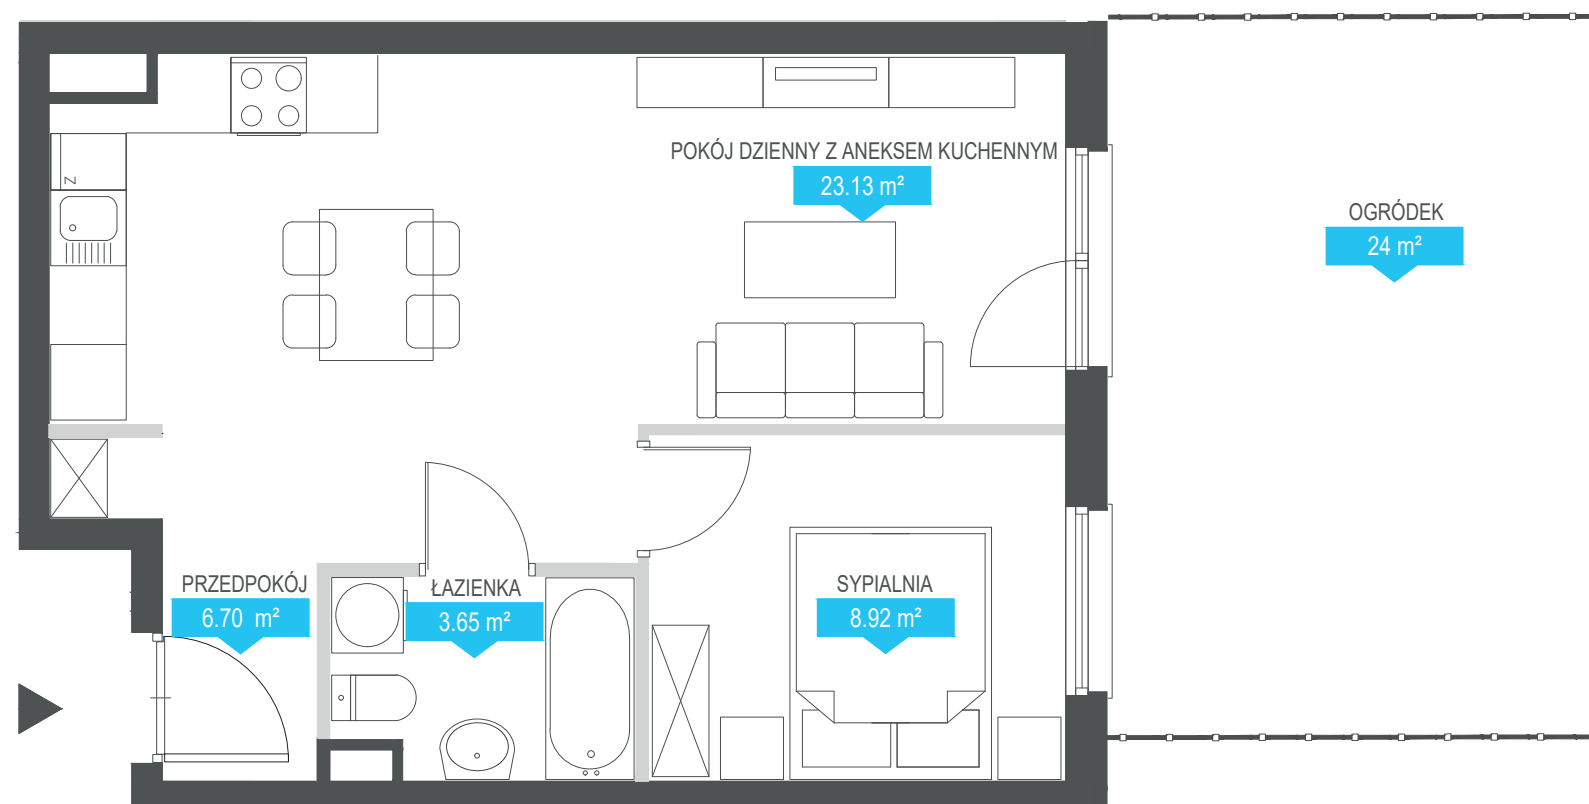 POKÓJ DZIENNY Z ANEKSEM KUCHENNYM
23.13 m²
OGRÓDEK
24 m²
Z
PRZEDPOKÓJ
6.70 m²
ŁAZIENKA
3.65 m²
SYPIALNIA
8.92 m²